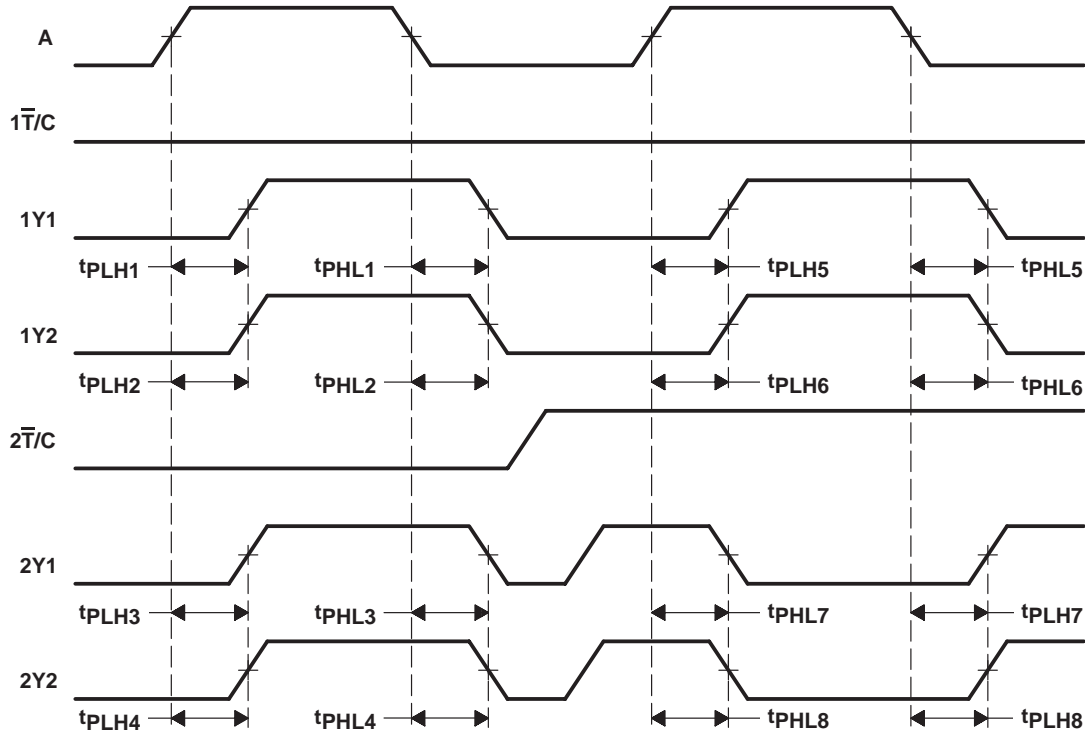 A
1T̅/C
1Y1
tPLH1 tPHL1 tPLH5 tPHL5
1Y2
tPLH2 tPHL2 tPLH6 tPHL6
2T̅/C
2Y1
tPLH3 tPHL3 tPHL7 tPLH7
2Y2
tPLH4 tPHL4 tPHL8 tPLH8